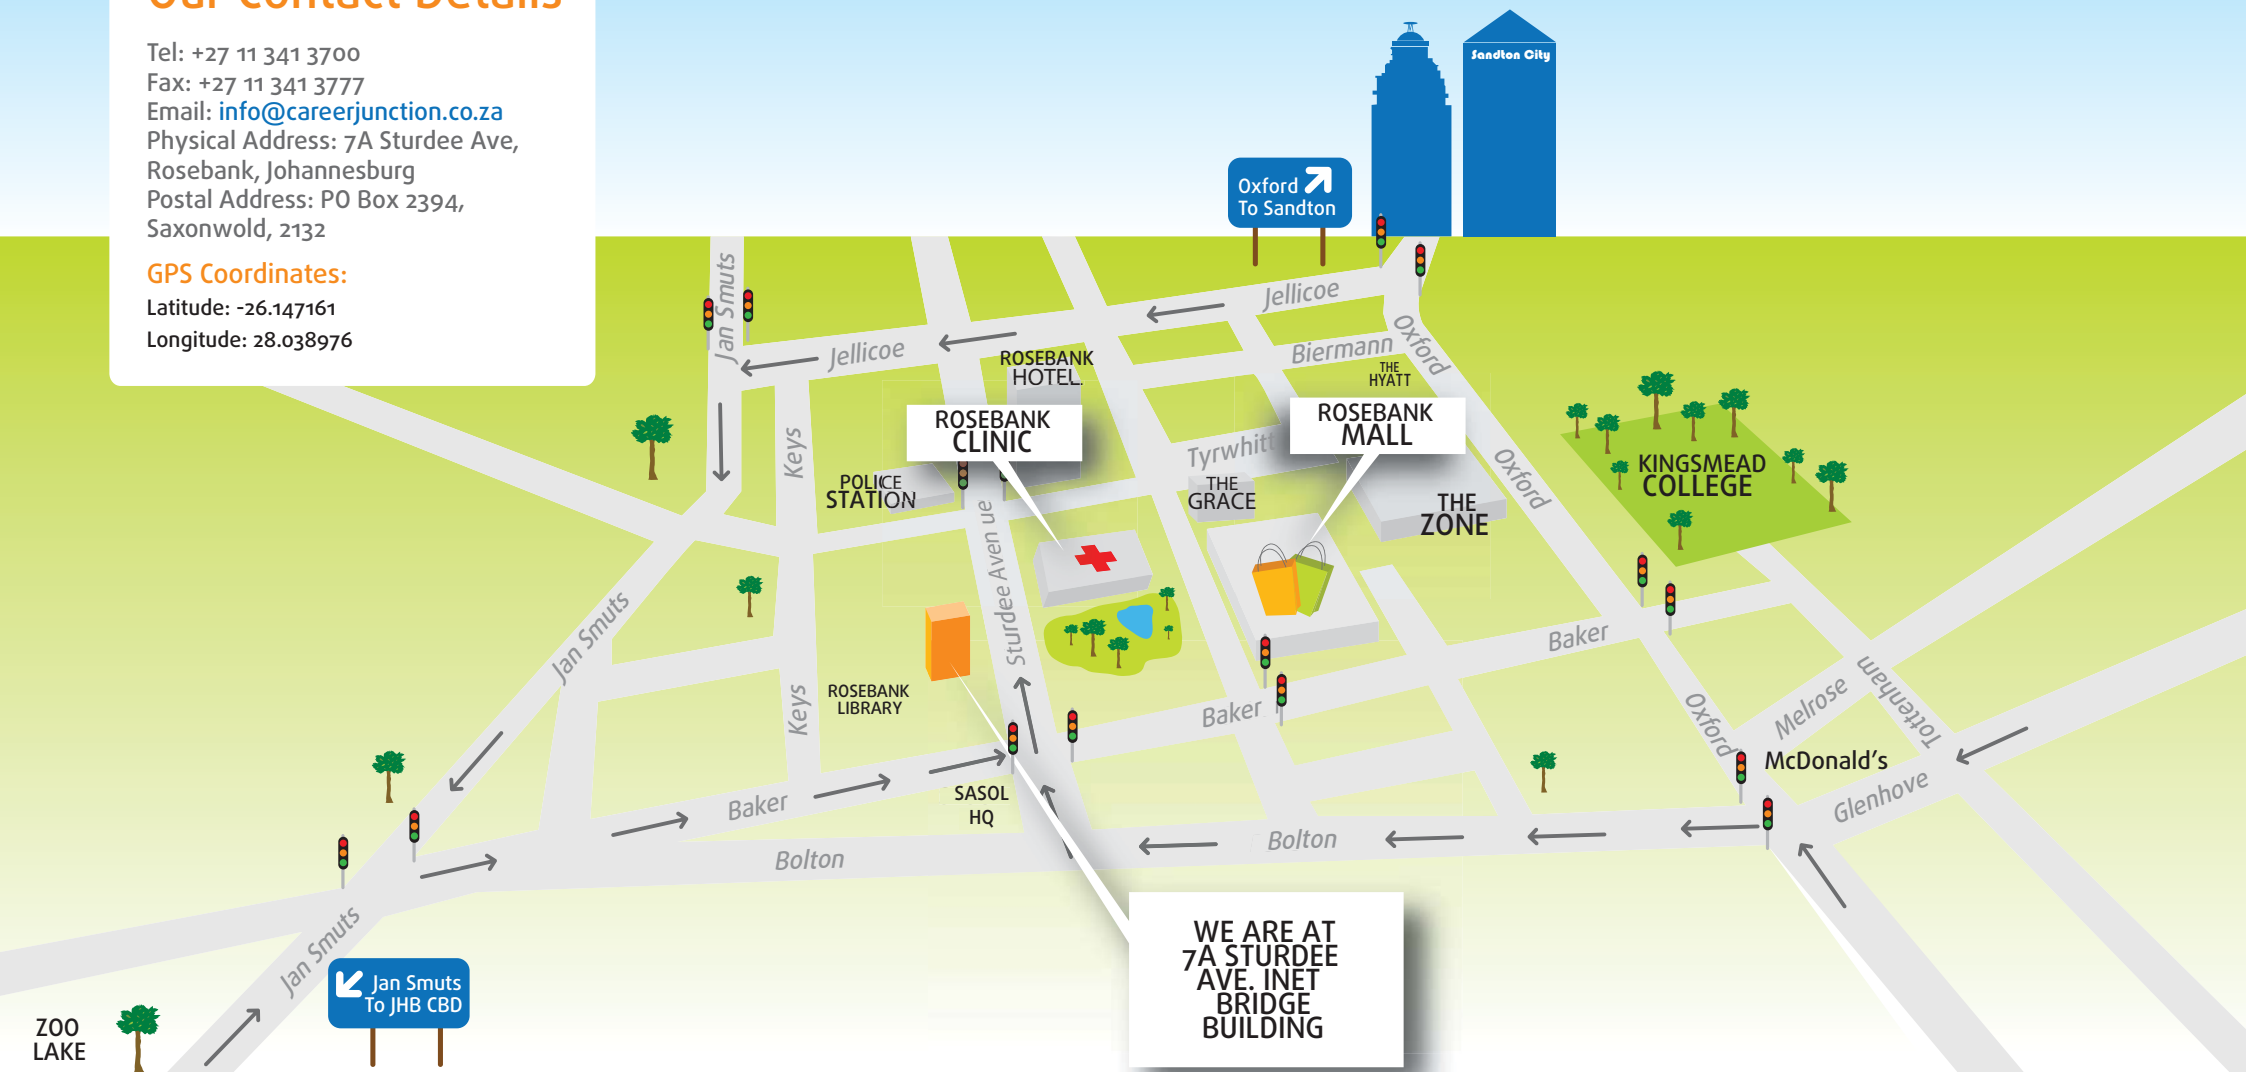 Our Contact Details
Tel: +27 11 341 3700
Fax: +27 11 341 3777
Email: info@careerjunction.co.za
Physical Address: 7A Sturdee Ave,
Rosebank, Johannesburg
Postal Address: PO Box 2394,
Saxonwold, 2132
GPS Coordinates:
Latitude: -26.147161
Longitude: 28.038976
Sandton City
Oxford
To Sandton
Jan Smuts
Jellicoe
Jellicoe
Biermann
Oxford
THE
HYATT
ROSEBANK
HOTEL
ROSEBANK
CLINIC
ROSEBANK
MALL
Keys
Tyrwhitt
POLICE
STATION
THE
GRACE
THE
ZONE
Oxford
KINGSMEAD
COLLEGE
Sturdee Aven ue
Jan Smuts
ROSEBANK
LIBRARY
Keys
Baker
Baker
Oxford
Melrose
Tottenham
McDonald's
Glenhove
SASOL
HQ
Baker
Bolton
Bolton
Jan Smuts
Jan Smuts
To JHB CBD
ZOO
LAKE
WE ARE AT
7A STURDEE
AVE. INET
BRIDGE
BUILDING